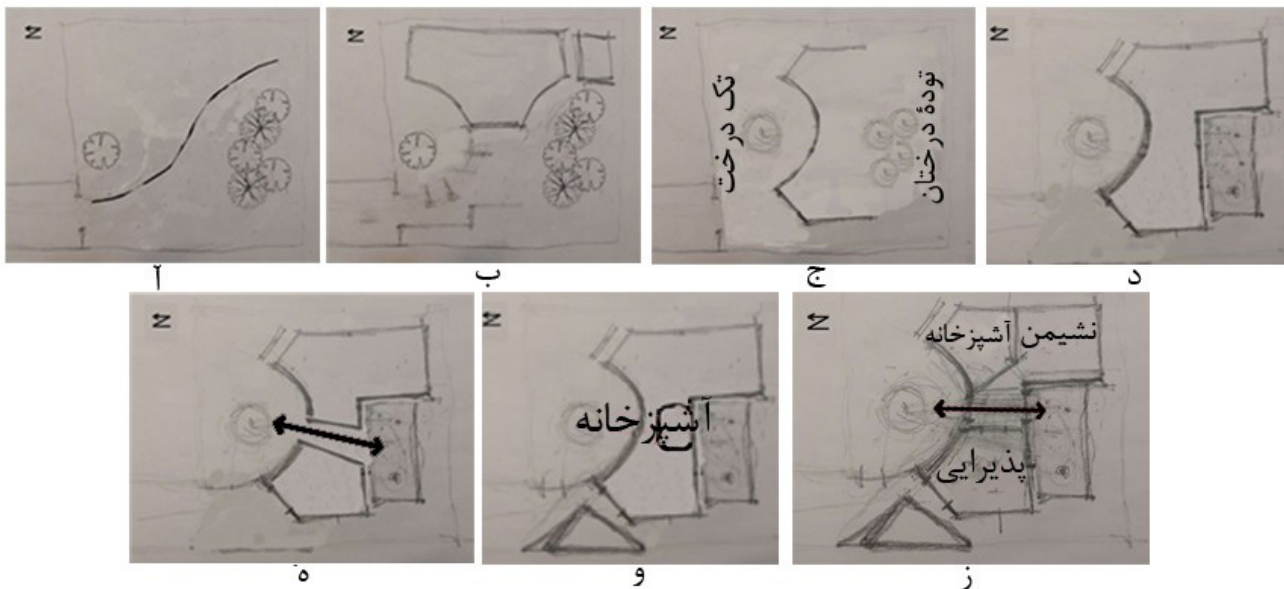 N
N
N
N
آ
ب
تک درخت
تودهٔ درختان
ج
د
N
N
N
ه
آشپزخانه
و
آشپزخانه نشیمن
پذیرایی
ز